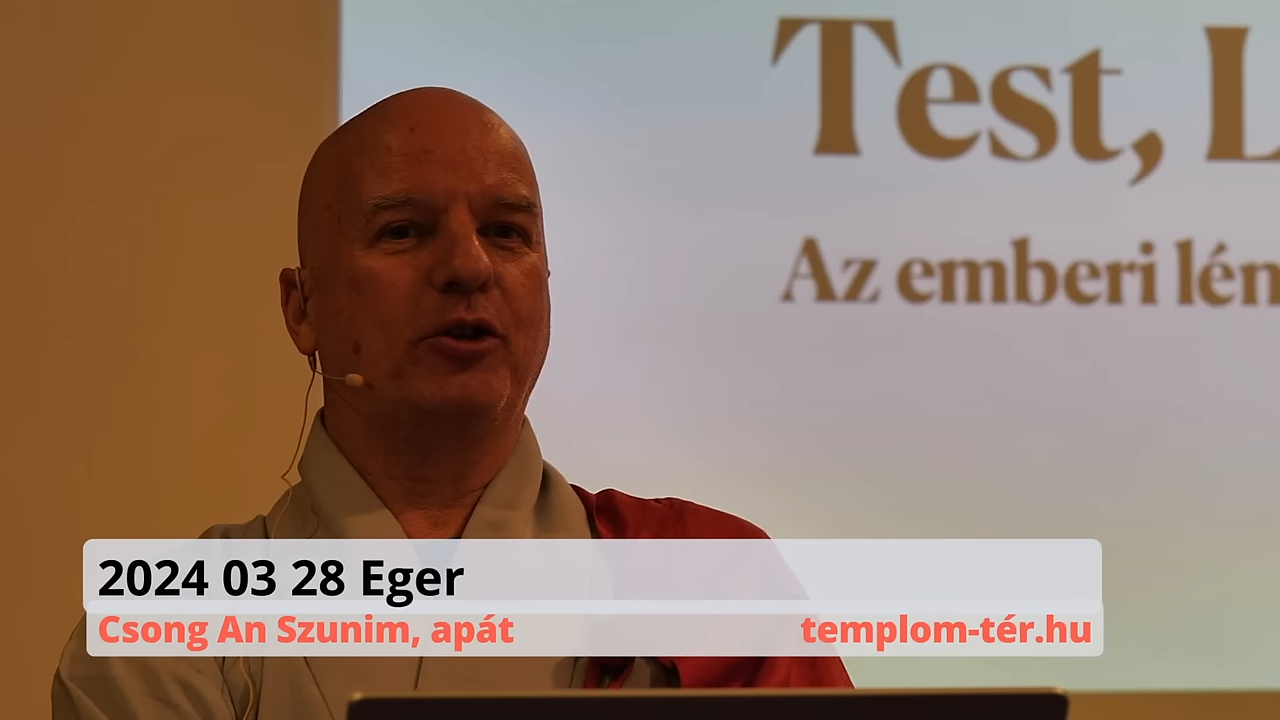 Test, L
Az emberi lén
2024 03 28 Eger
Csong An Szunim, apát
templom-tér.hu